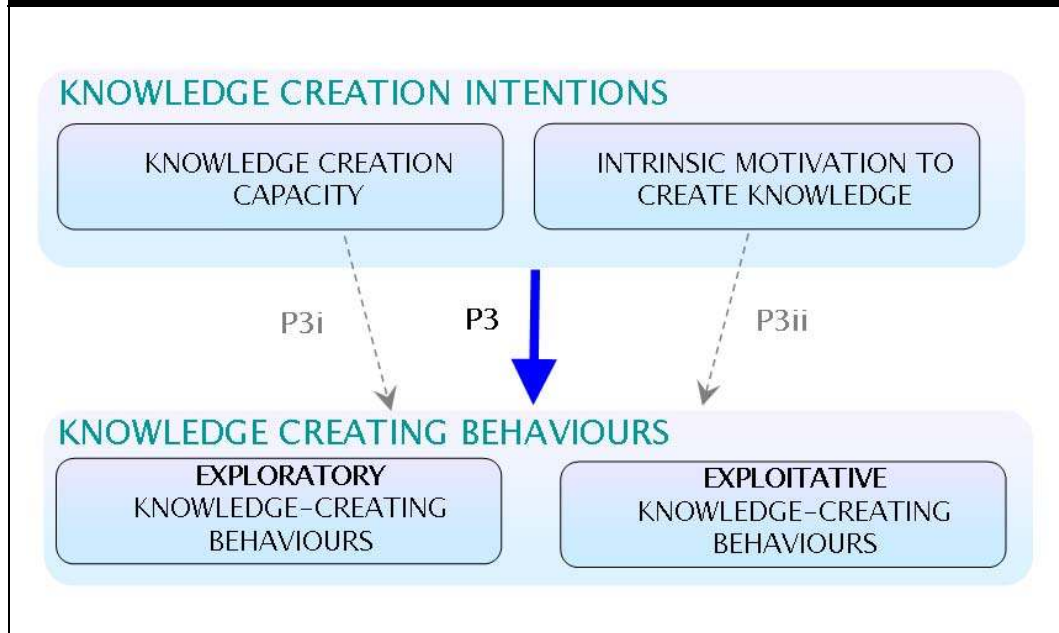 KNOWLEDGE CREATION INTENTIONS
KNOWLEDGE CREATION
CAPACITY
INTRINSIC MOTIVATION TO
CREATE KNOWLEDGE
P3i
P3
P3ii
KNOWLEDGE CREATING BEHAVIOURS
EXPLORATORY
KNOWLEDGE-CREATING
BEHAVIOURS
EXPLOITATIVE
KNOWLEDGE-CREATING
BEHAVIOURS